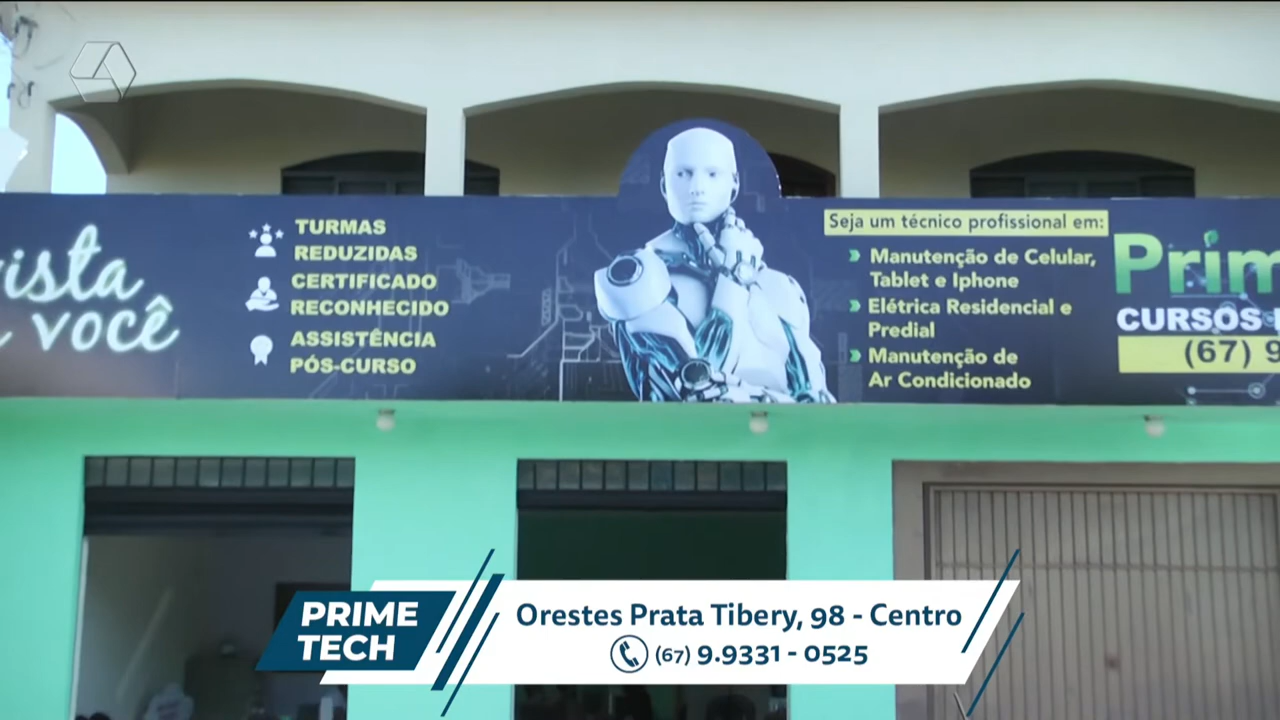 você
TURMAS
REDUZIDAS
CERTIFICADO
RECONHECIDO
ASSISTÊNCIA
PÓS-CURSO
Seja um técnico profissional em:
Manutenção de Celular,
Tablet e Iphone
Elétrica Residencial e
Predial
Manutenção de
Ar Condicionado
CURSOS
(67) 9
PRIME
TECH
Orestes Prata Tibery, 98 - Centro
(67) 9.9331 - 0525